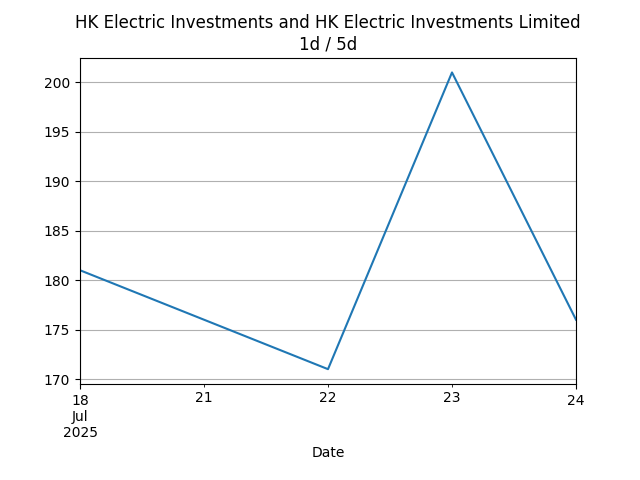 HK Electric Investments and HK Electric Investments Limited
1d / 5d
200
195
190
185
180
175
170
18 21 22 23 24
Jul
2025
Date